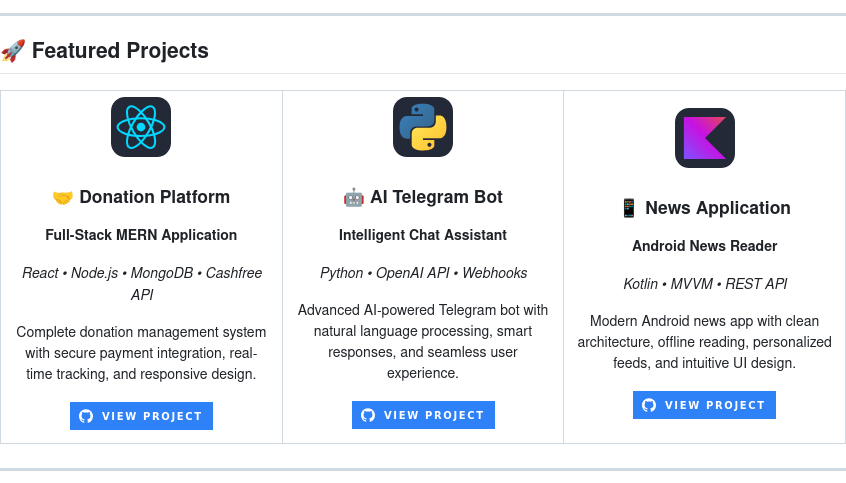 🚀 Featured Projects
🤝 Donation Platform
Full-Stack MERN Application
React • Node.js • MongoDB • Cashfree
API
Complete donation management system
with secure payment integration, real-
time tracking, and responsive design.
VIEW PROJECT
🤖 AI Telegram Bot
Intelligent Chat Assistant
Python • OpenAI API • Webhooks
Advanced AI-powered Telegram bot with
natural language processing, smart
responses, and seamless user
experience.
VIEW PROJECT
📱 News Application
Android News Reader
Kotlin • MVVM • REST API
Modern Android news app with clean
architecture, offline reading, personalized
feeds, and intuitive UI design.
VIEW PROJECT